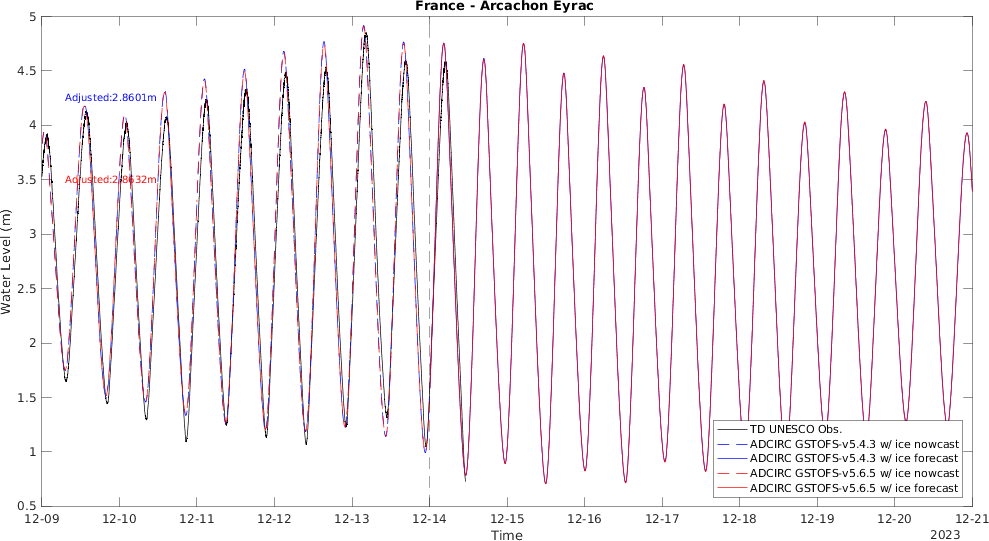 France - Arcachon Eyrac
5
4.5
4
3.5
3
2.5
2
1.5
1
0.5
Water Level (m)
Adjusted:2.8601m
Adjusted:2.8632m
TD UNESCO Obs.
ADCIRC GSTOFS-v5.4.3 w/ ice nowcast
ADCIRC GSTOFS-v5.4.3 w/ ice forecast
ADCIRC GSTOFS-v5.6.5 w/ ice nowcast
ADCIRC GSTOFS-v5.6.5 w/ ice forecast
12-09 12-10 12-11 12-12 12-13 12-14 12-15 12-16 12-17 12-18 12-19 12-20 12-21
Time
2023